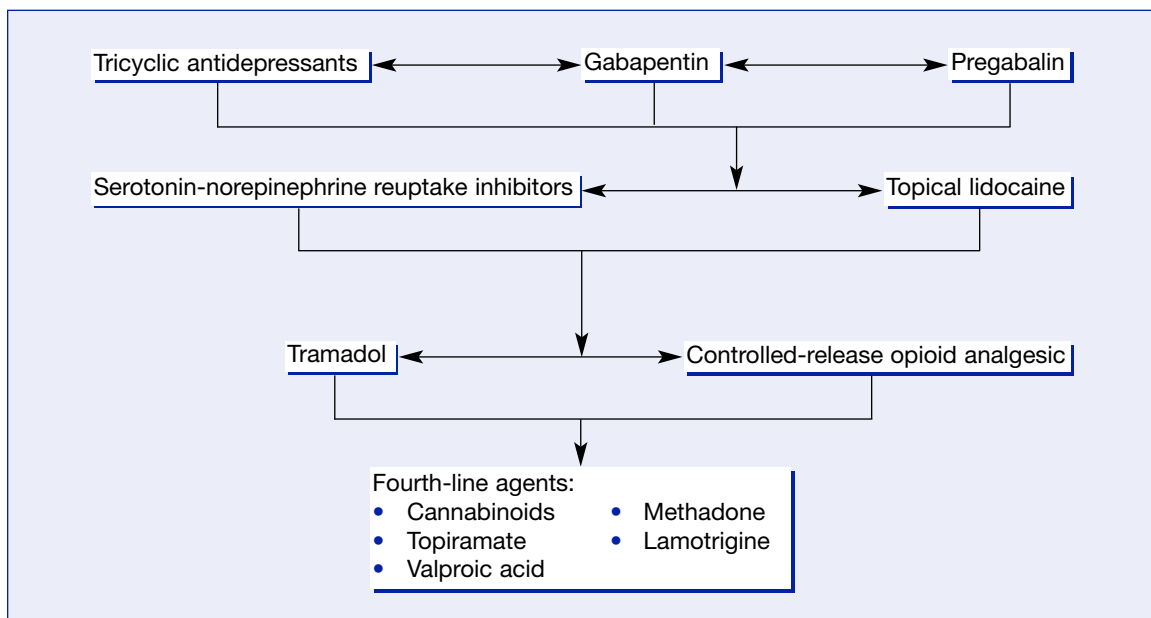 Tricyclic antidepressants
Gabapentin
Pregabalin
Serotonin-norepinephrine reuptake inhibitors
Topical lidocaine
Tramadol
Controlled-release opioid analgesic
Fourth-line agents:
• Cannabinoids
• Topiramate
• Valproic acid
• Methadone
• Lamotrigine